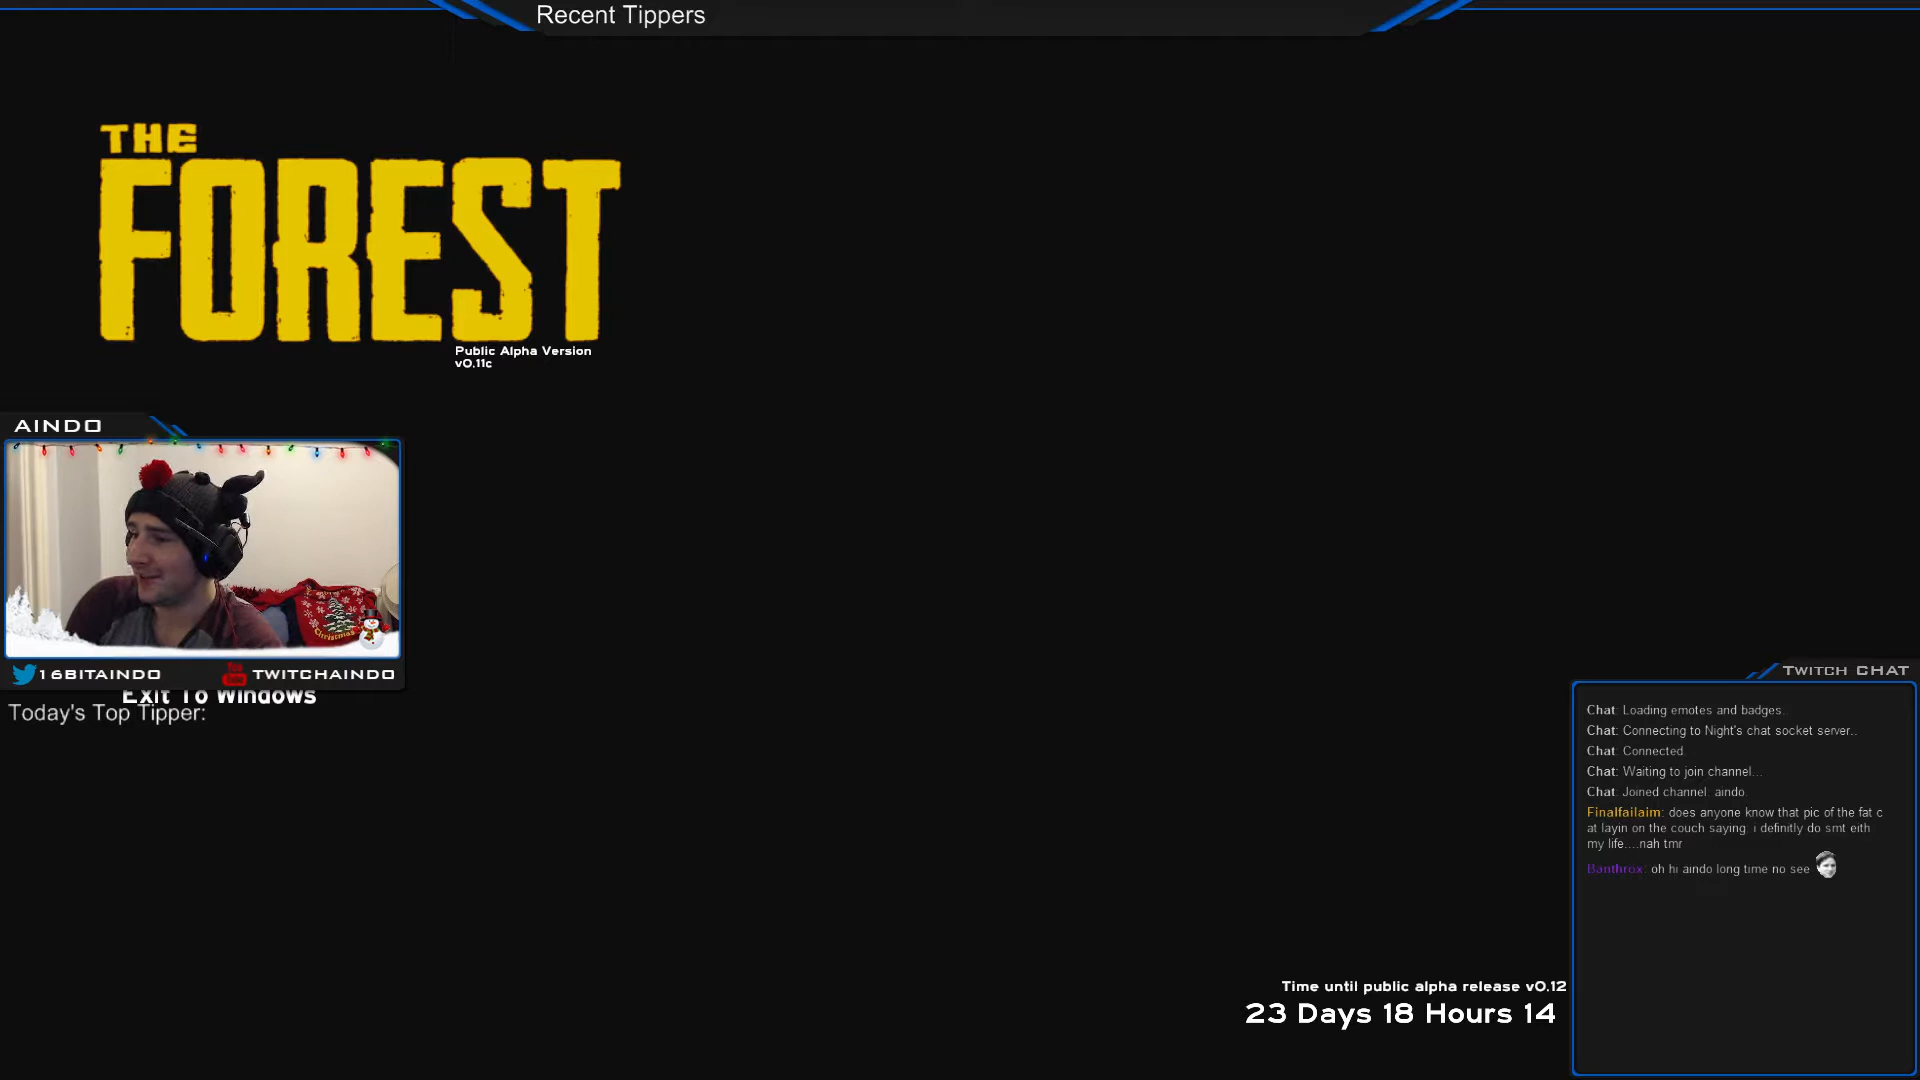 Recent Tippers
THE
FOREST
Public Alpha Version
v0.11c
AINDO
Christmas
16BITAINDO
You Tube TWITCHAINDO
Exit To Windows
Today's Top Tipper:
TWITCH CHAT
Chat: Loading emotes and badges..
Chat: Connecting to Night's chat socket server..
Chat: Connected.
Chat: Waiting to join channel...
Chat: Joined channel: aindo.
Finalfailaim: does anyone know that pic of the fat c
at layin on the couch saying i definitly do smt eith
my life....nah tmr
Banthrox: oh hi aindo long time no see
Time until public alpha release v0.12
23 Days 18 Hours 14